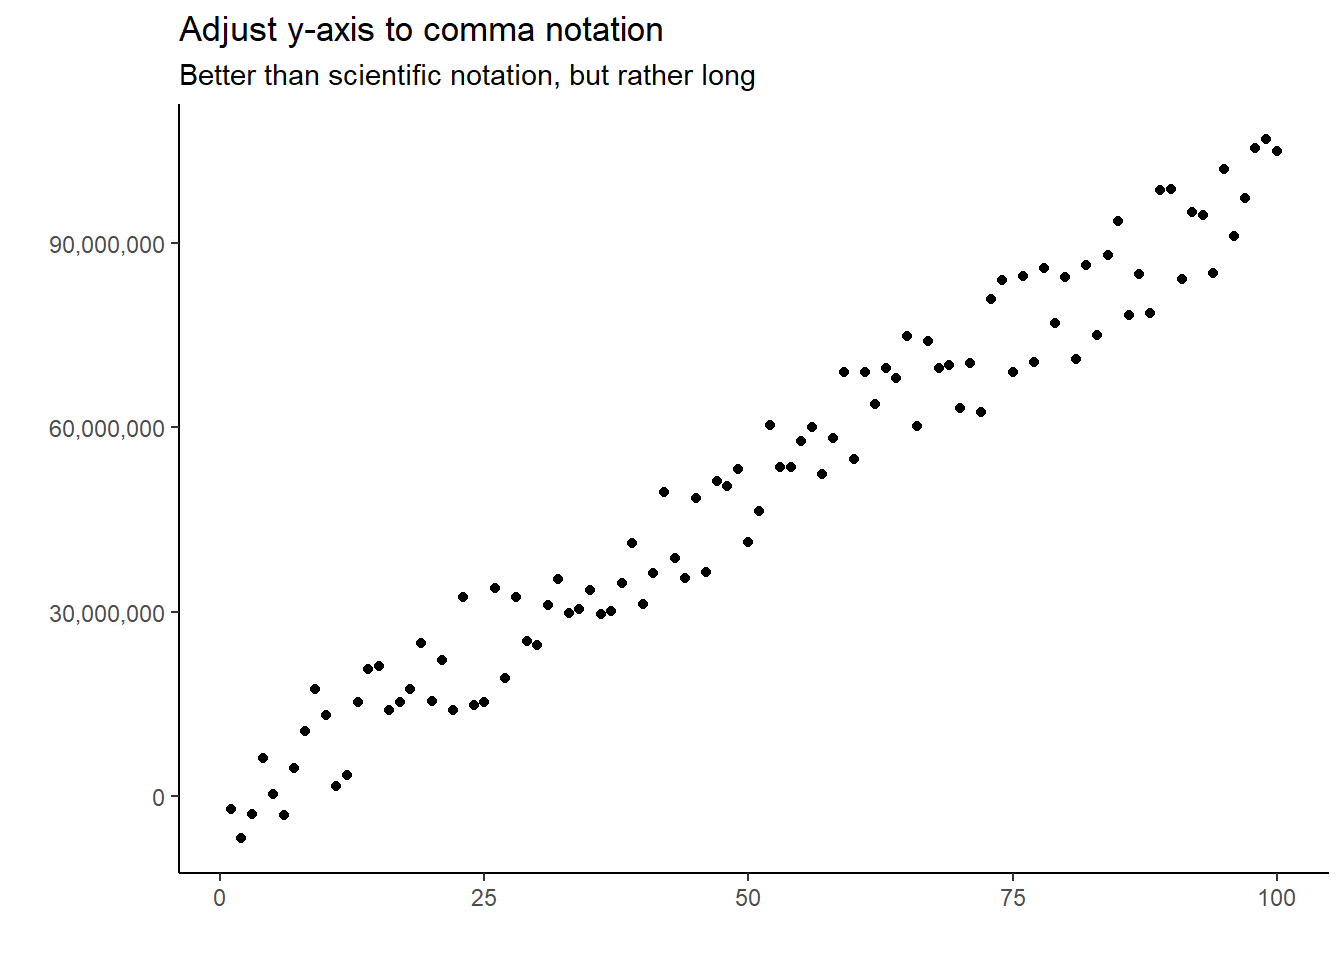 Adjust y-axis to comma notation
Better than scientific notation, but rather long
90,000,000
60,000,000
30,000,000
0
0 25 50 75 100